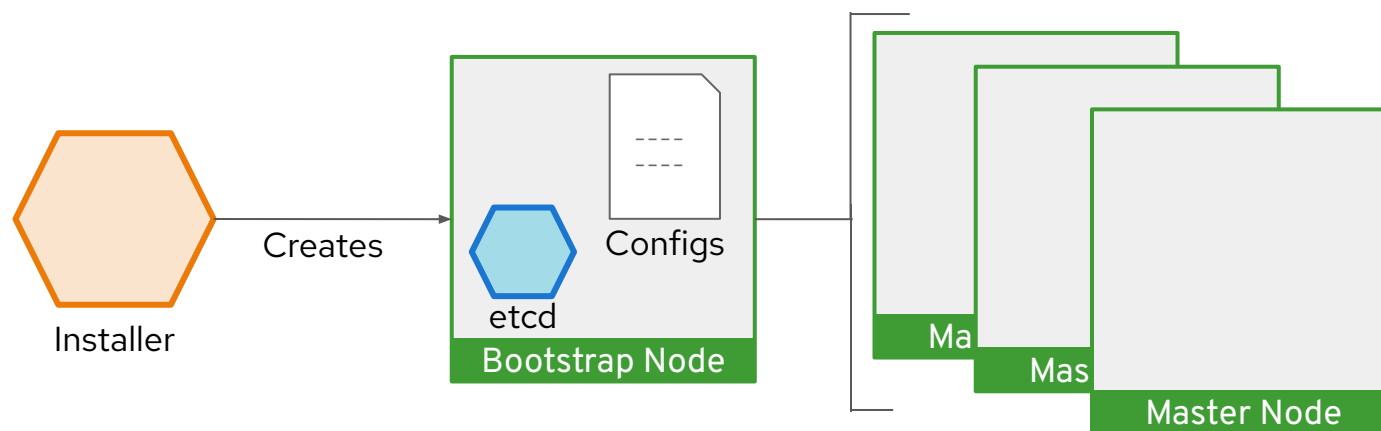 Installer
Creates
etcd
Configs
Bootstrap Node
Ma
Mas
Master Node